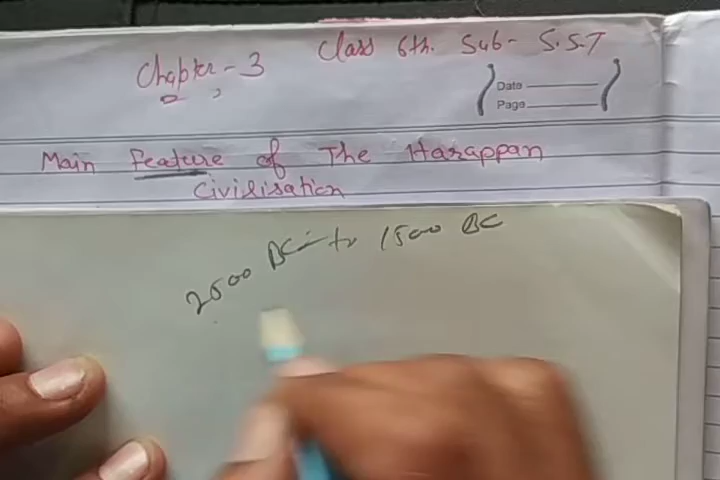 Chapter-3 Class 6th. Sub- S.S.T
Date
Page
Main Feature of The Harappan
Civilisation
2500 BC to 1500 BC